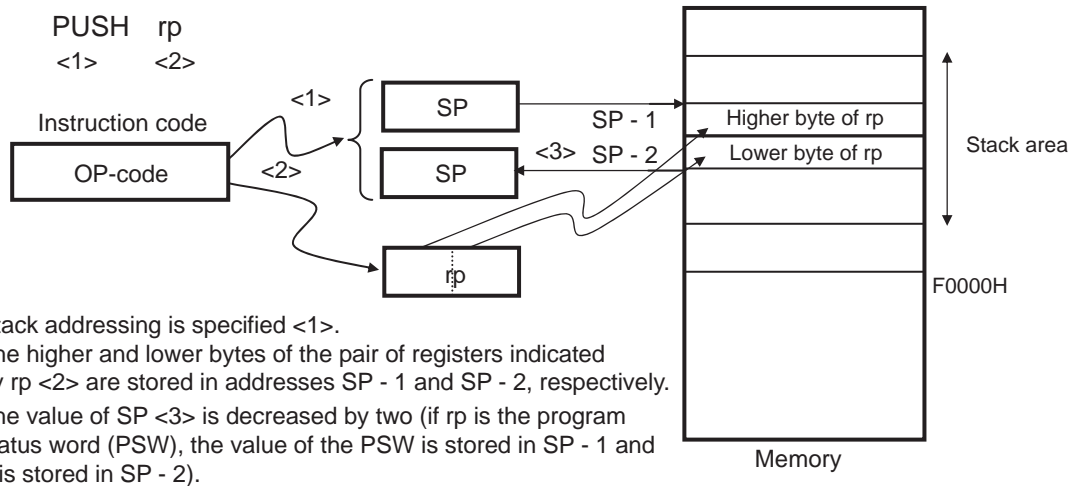 PUSH rp
<1> <2>
Instruction code
OP-code
<1>
<2>
SP
SP
rp
SP - 1
<3> SP - 2
Higher byte of rp
Lower byte of rp
Stack area
F0000H
Memory
tack addressing is specified <1>.
he higher and lower bytes of the pair of registers indicated
y rp <2> are stored in addresses SP - 1 and SP - 2, respectively.
he value of SP <3> is decreased by two (if rp is the program
tatus word (PSW), the value of the PSW is stored in SP - 1 and
is stored in SP - 2).